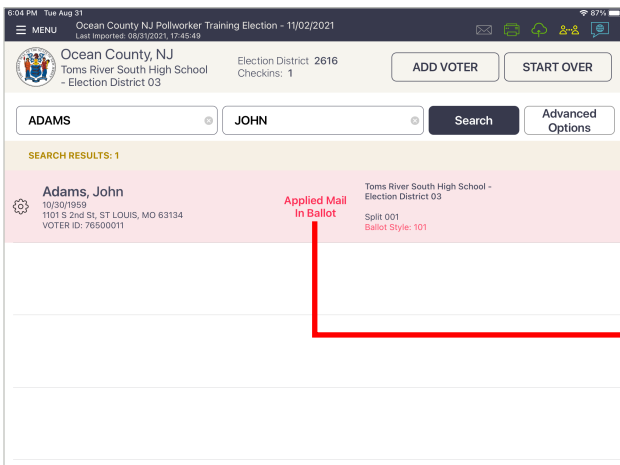 6:04 PM Tue Aug 31
87%
MENU
Ocean County NJ Pollworker Training Election - 11/02/2021
Last Imported: 08/31/2021, 17:45:49
Ocean County, NJ
Toms River South High School
- Election District 03
Election District 2616
Checkins: 1
ADD VOTER
START OVER
ADAMS
JOHN
Search
Advanced
Options
SEARCH RESULTS: 1
Adams, John
10/30/1959
1101 S 2nd St, ST LOUIS, MO 63134
VOTER ID: 76500011
Applied Mail
In Ballot
Toms River South High School -
Election District 03
Split 001
Ballot Style: 101